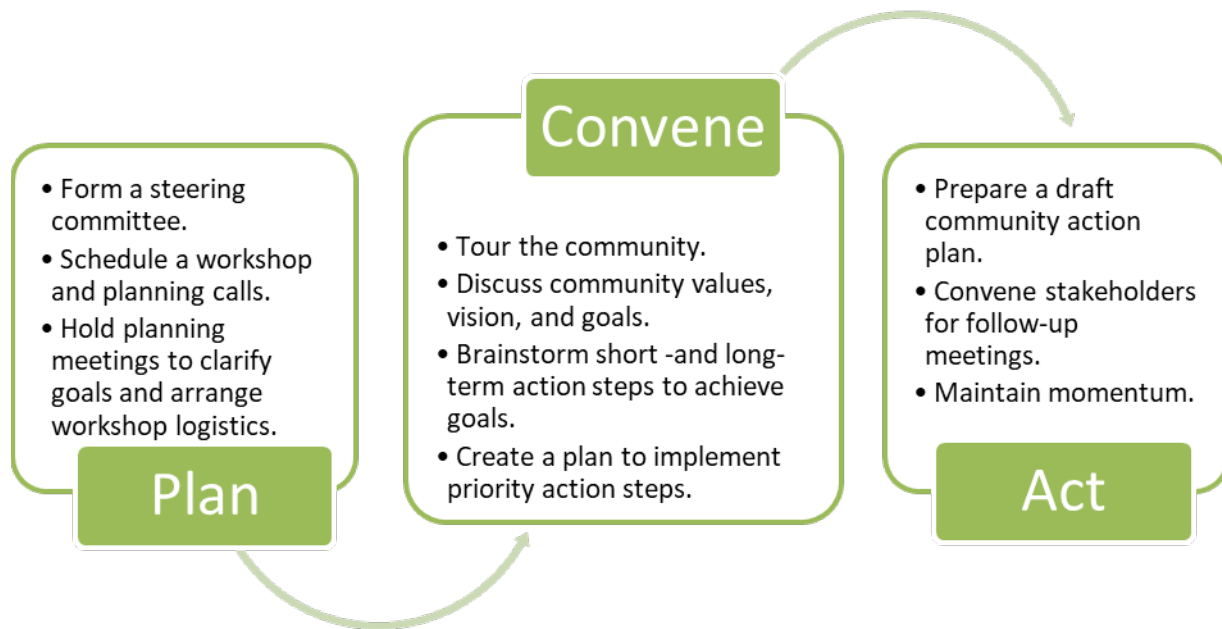 • Form a steering
committee.
• Schedule a workshop
and planning calls.
• Hold planning
meetings to clarify
goals and arrange
workshop logistics.
Plan
Convene
• Tour the community.
• Discuss community values,
vision, and goals.
• Brainstorm short -and long-
term action steps to achieve
goals.
• Create a plan to implement
priority action steps.
• Prepare a draft
community action
plan.
• Convene stakeholders
for follow-up
meetings.
• Maintain momentum.
Act